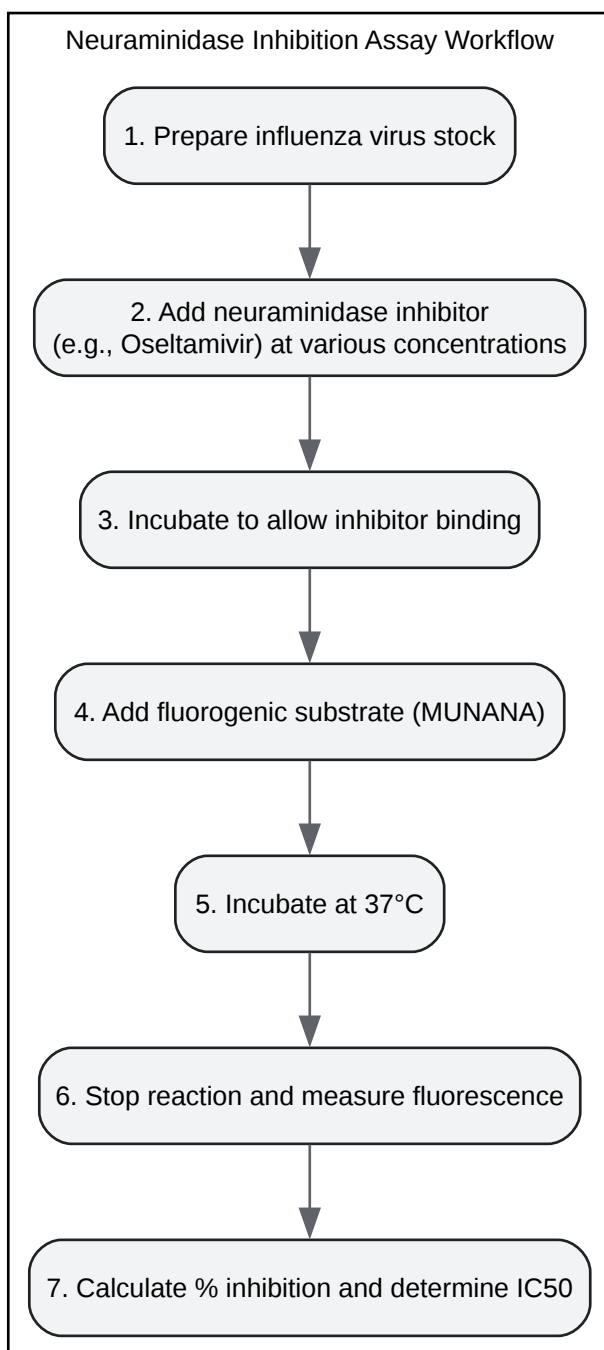 Neuraminidase Inhibition Assay Workflow
1. Prepare influenza virus stock
2. Add neuraminidase inhibitor
(e.g., Oseltamivir) at various concentrations
3. Incubate to allow inhibitor binding
4. Add fluorogenic substrate (MUNANA)
5. Incubate at 37°C
6. Stop reaction and measure fluorescence
7. Calculate % inhibition and determine IC50